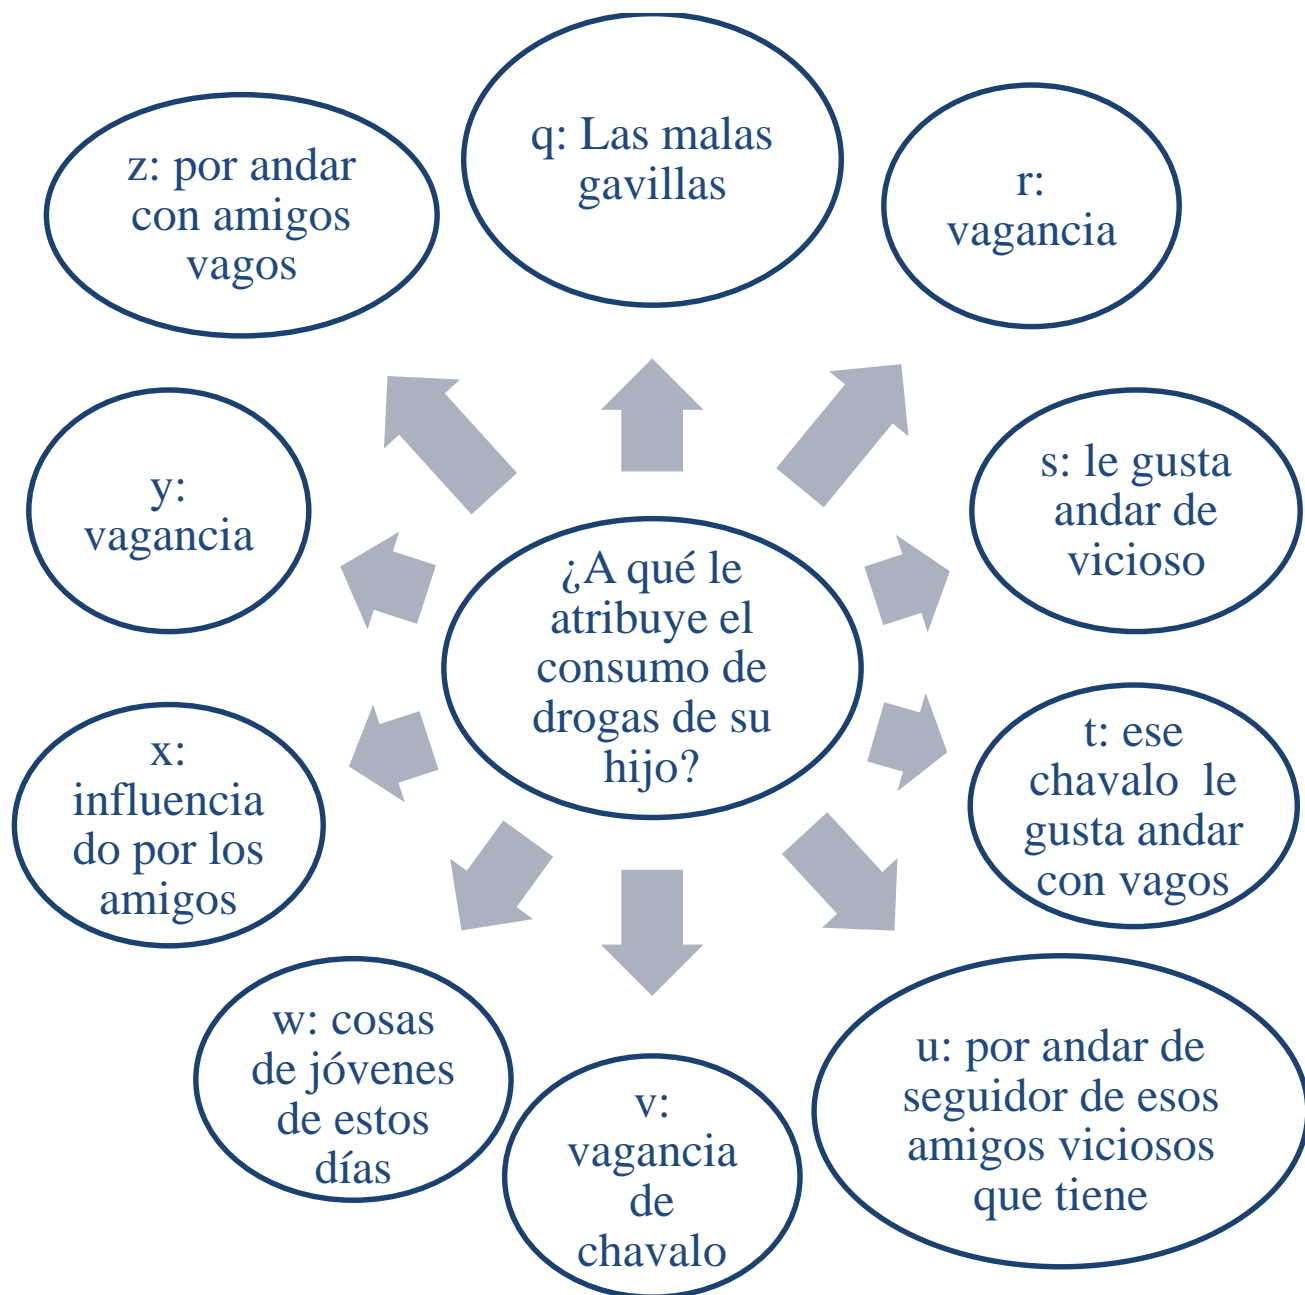 q: Las malas
gavillas
r:
vagancia
s: le gusta
andar de
vicioso
t: ese
chavalo  le
gusta andar
con vagos
u: por andar de
seguidor de esos
amigos viciosos
que tiene
v:
vagancia
de
chavalo
w: cosas
de jóvenes
de estos
días
x:
influencia
do por los
amigos
y:
vagancia
z: por andar
con amigos
vagos
¿A qué le
atribuye el
consumo de
drogas de su
hijo?